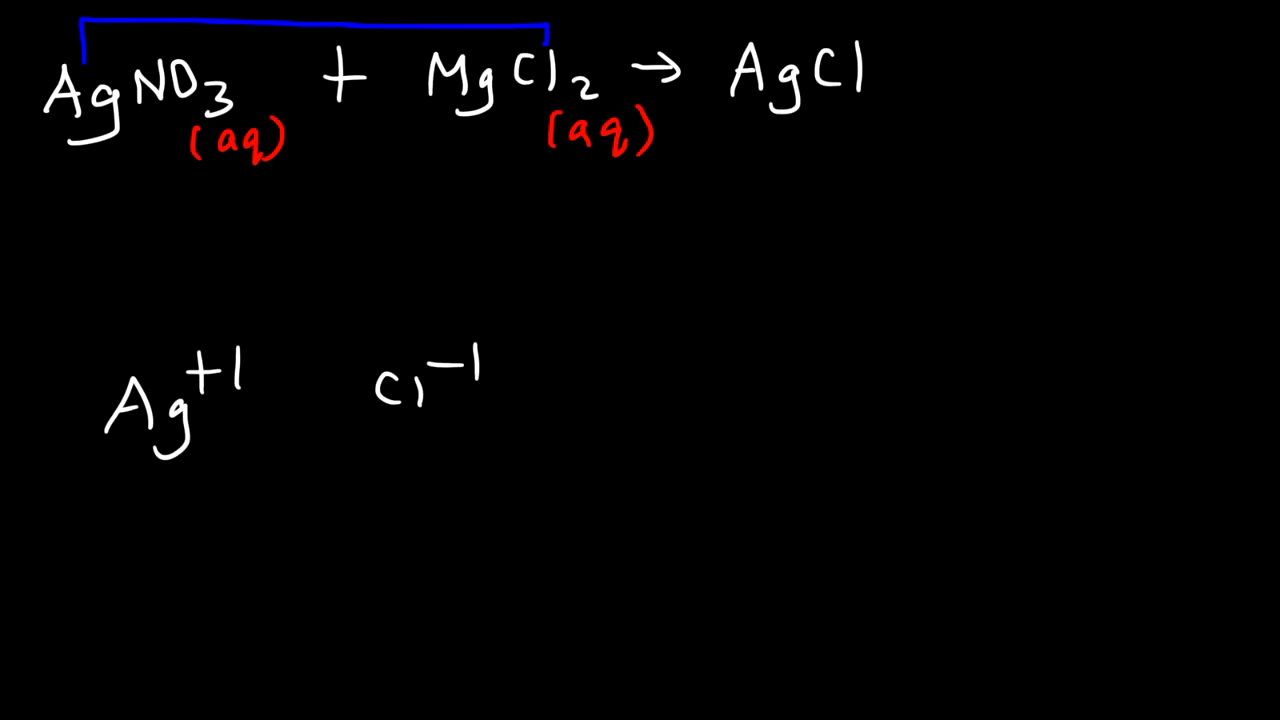 AgNO₃ + MgCl₂ → AgCl
(aq) (aq)
Ag⁺¹ Cl⁻¹